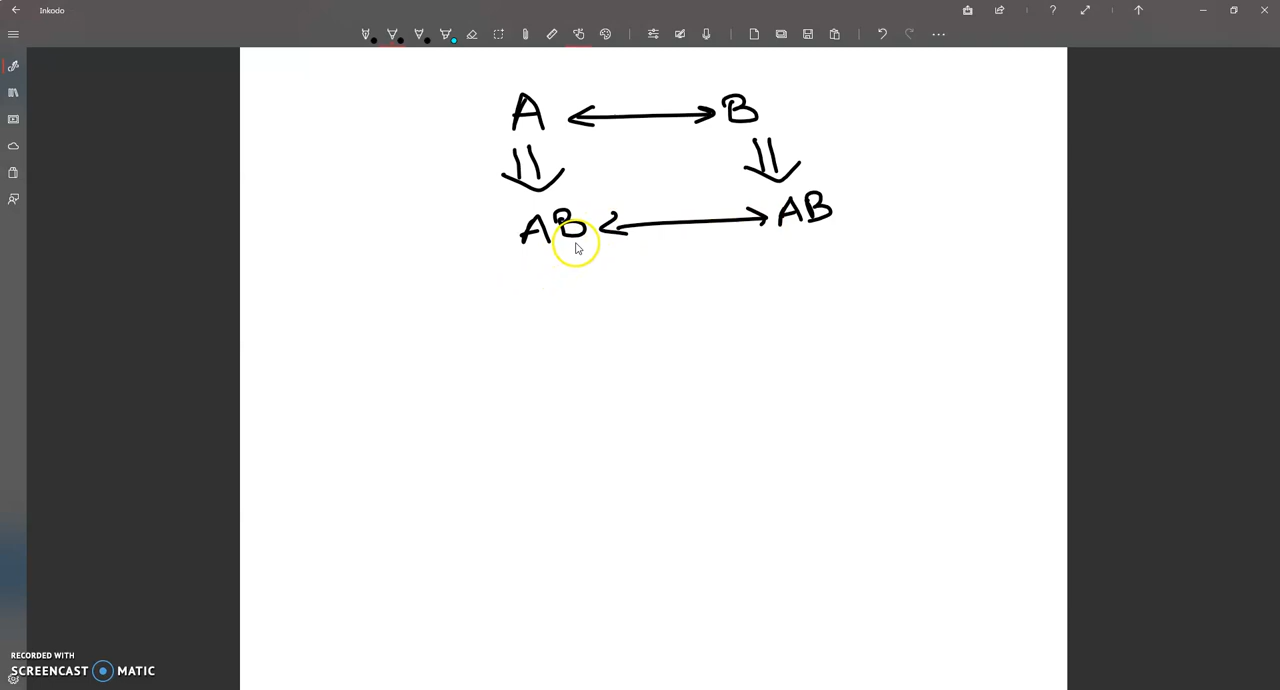 Inkodo
A B
AB AB
RECORDED WITH
SCREENCAST MATIC